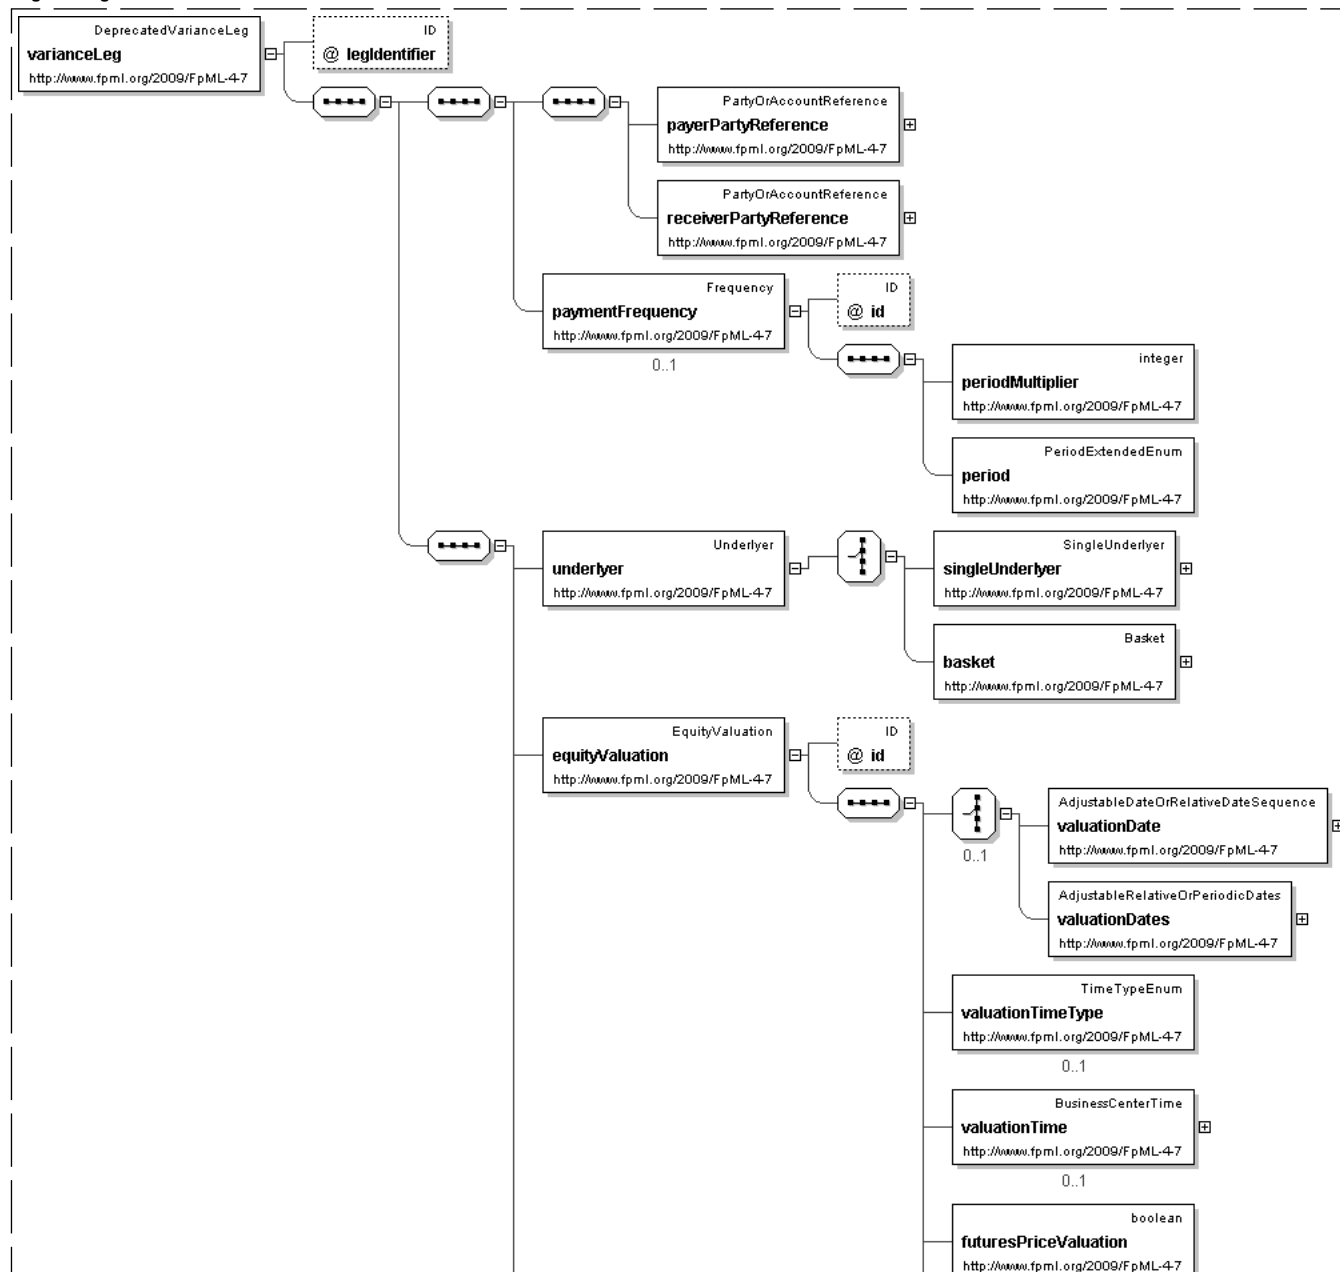 DeprecatedVarianceLeg
varianceLeg
http://www.fpml.org/2009/FpML-4-7
ID
@ legIdentifier
PartyOrAccountReference
payerPartyReference
http://www.fpml.org/2009/FpML-4-7
PartyOrAccountReference
receiverPartyReference
http://www.fpml.org/2009/FpML-4-7
Frequency
paymentFrequency
http://www.fpml.org/2009/FpML-4-7
0..1
ID
@ id
integer
periodMultiplier
http://www.fpml.org/2009/FpML-4-7
PeriodExtendedEnum
period
http://www.fpml.org/2009/FpML-4-7
Underlyer
underlyer
http://www.fpml.org/2009/FpML-4-7
SingleUnderlyer
singleUnderlyer
http://www.fpml.org/2009/FpML-4-7
Basket
basket
http://www.fpml.org/2009/FpML-4-7
EquityValuation
equityValuation
http://www.fpml.org/2009/FpML-4-7
ID
@ id
0..1
AdjustableDateOrRelativeDateSequence
valuationDate
http://www.fpml.org/2009/FpML-4-7
AdjustableRelativeOrPeriodicDates
valuationDates
http://www.fpml.org/2009/FpML-4-7
TimeTypeEnum
valuationTimeType
http://www.fpml.org/2009/FpML-4-7
0..1
BusinessCenterTime
valuationTime
http://www.fpml.org/2009/FpML-4-7
0..1
boolean
futuresPriceValuation
http://www.fpml.org/2009/FpML-4-7